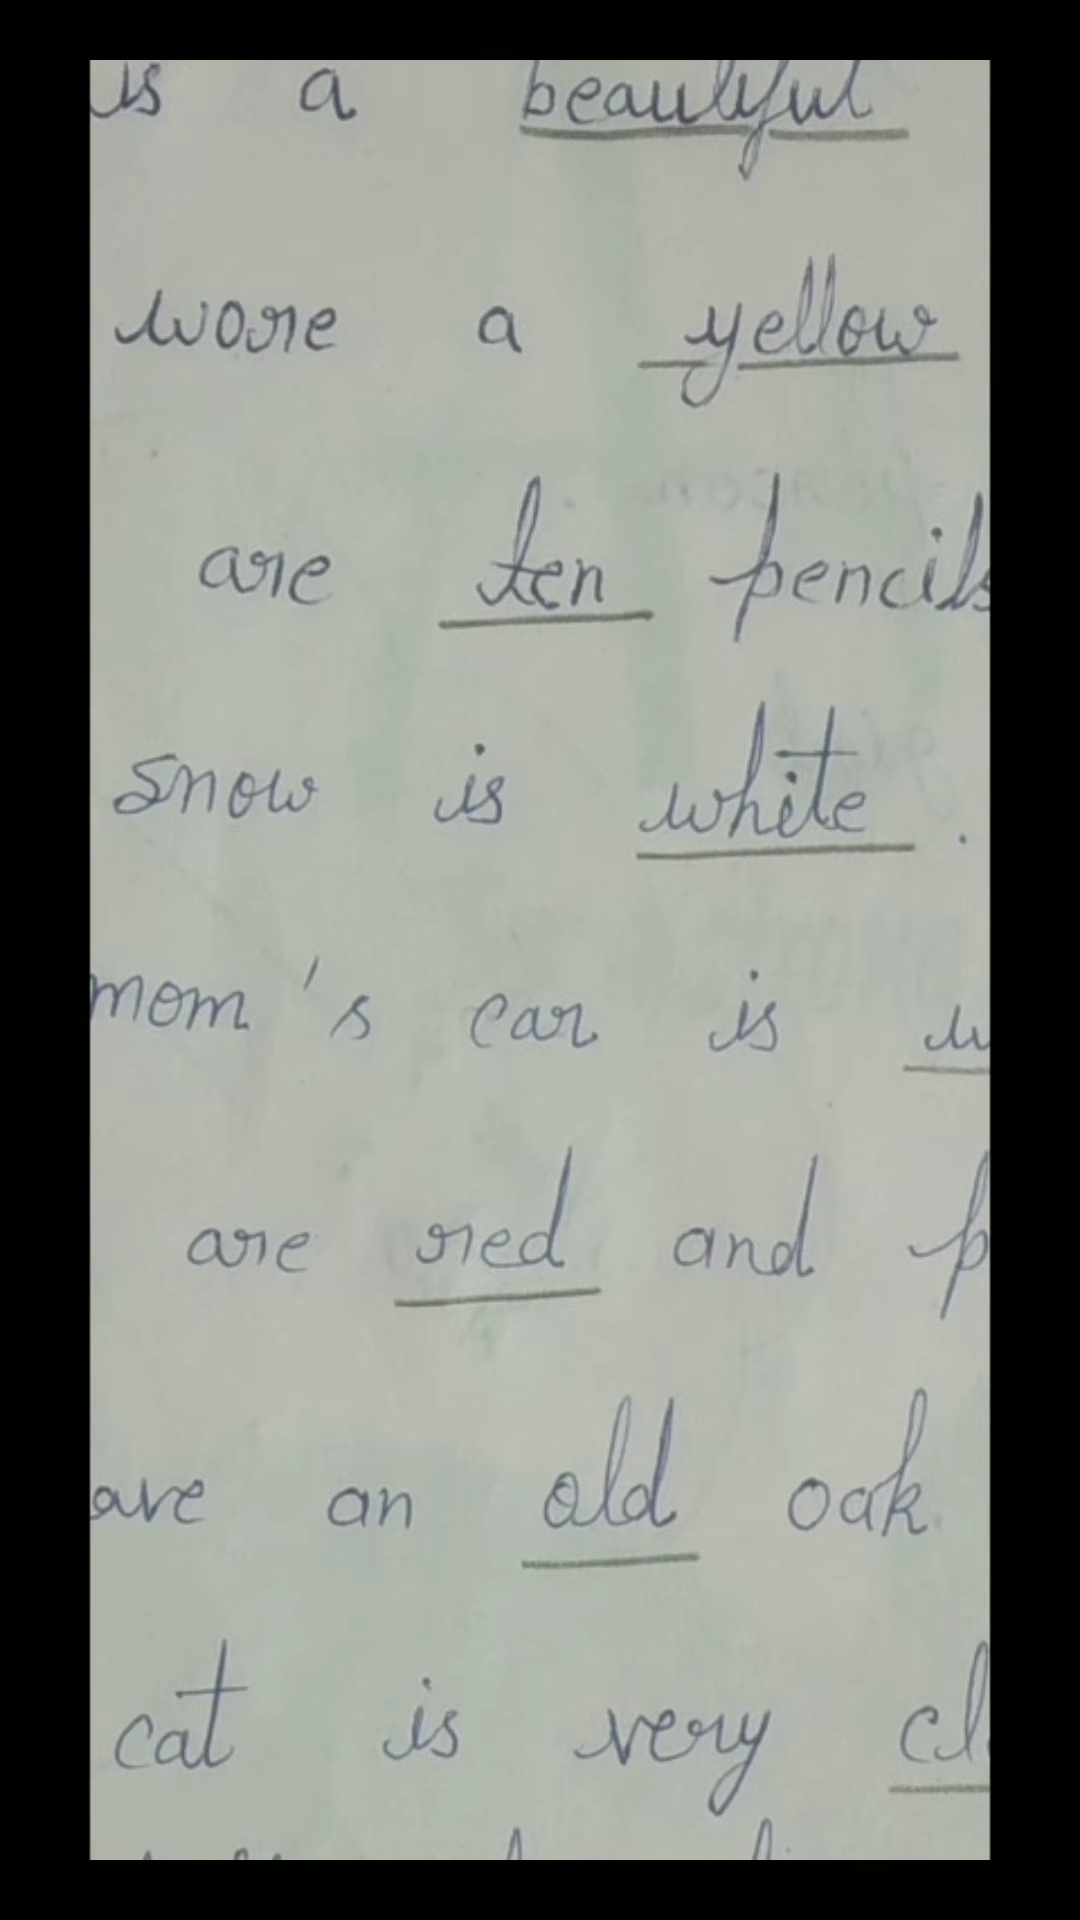 is a beautiful
wore a yellow
are ten pencils
snow is white .
mom's car is
are red and
are an old oak
cat is very